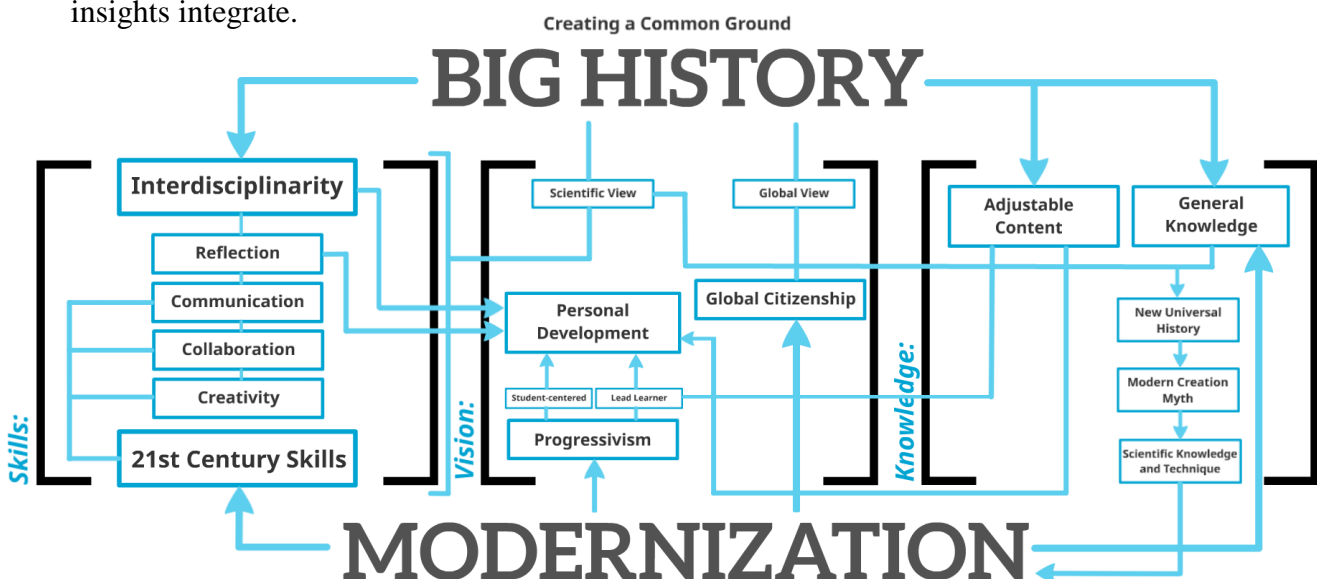 insights integrate.
Creating a Common Ground
BIG HISTORY
Skills:
Interdisciplinarity
Reflection
Communication
Collaboration
Creativity
21st Century Skills
Vision:
Scientific View
Global View
Personal
Development
Global Citizenship
Student-centered
Lead Learner
Progressivism
Knowledge:
Adjustable
Content
General
Knowledge
New Universal
History
Modern Creation
Myth
Scientific Knowledge
and Technique
MODERNIZATION